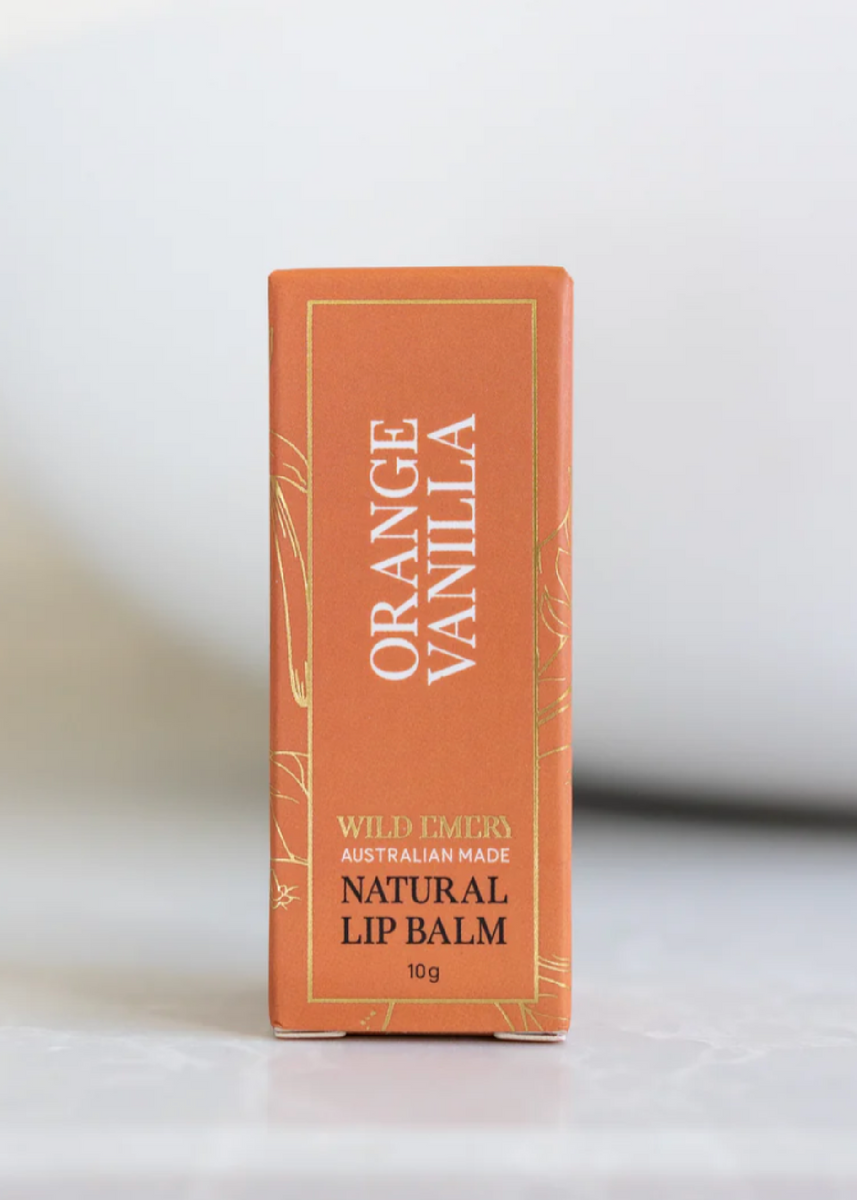 ORANGE
VANILLA
WILD EMERY
AUSTRALIAN MADE
NATURAL
LIP BALM
10g